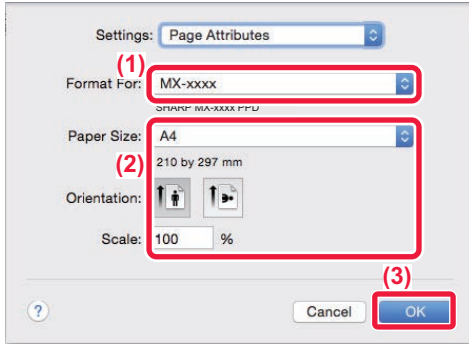 Settings: Page Attributes
(1)
Format For: MX-xxxx
SHARP MX-xxxx PPD
Paper Size: A4
(2) 210 by 297 mm
Orientation:
Scale: 100 %
(3)
? Cancel OK